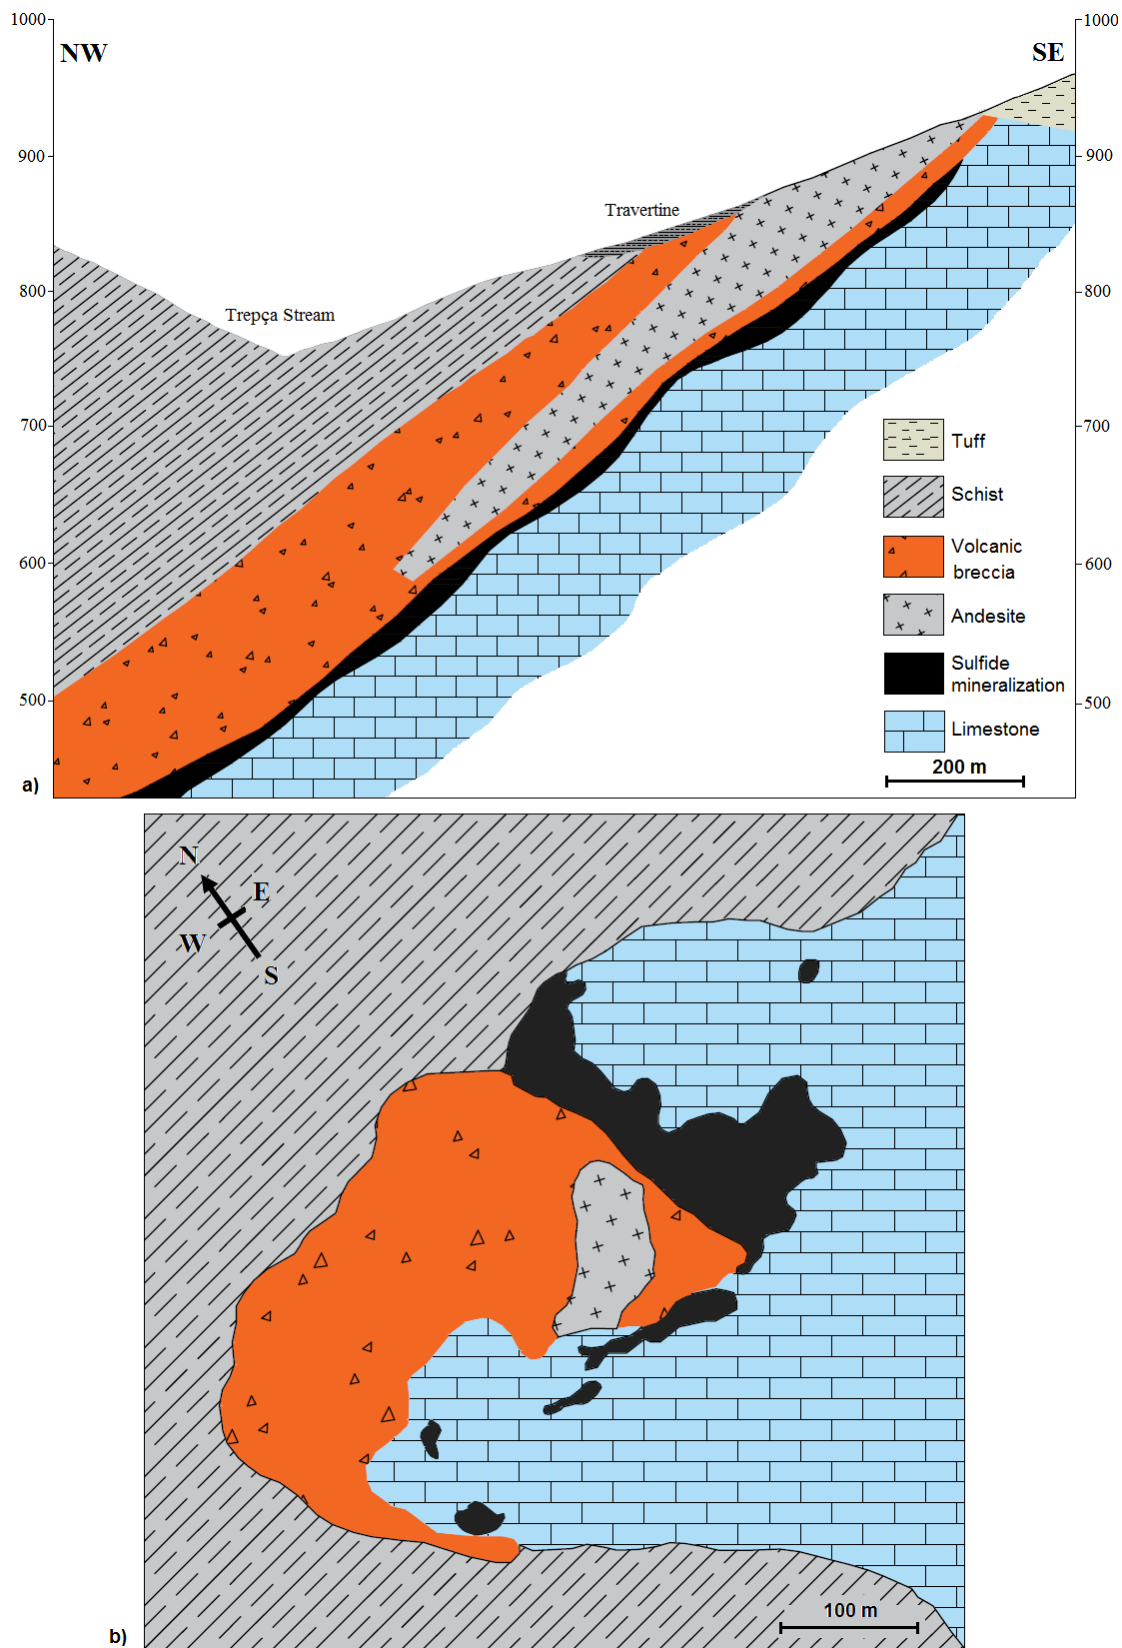 1000
1000
NW
SE
900
900
Travertine
800
800
Trepça Stream
700
700
Tuff
Schist
600
600
Volcanic
breccia
Andesite
Sulfide
mineralization
500
500
Limestone
200 m
a)
N
E
W
S
100 m
b)